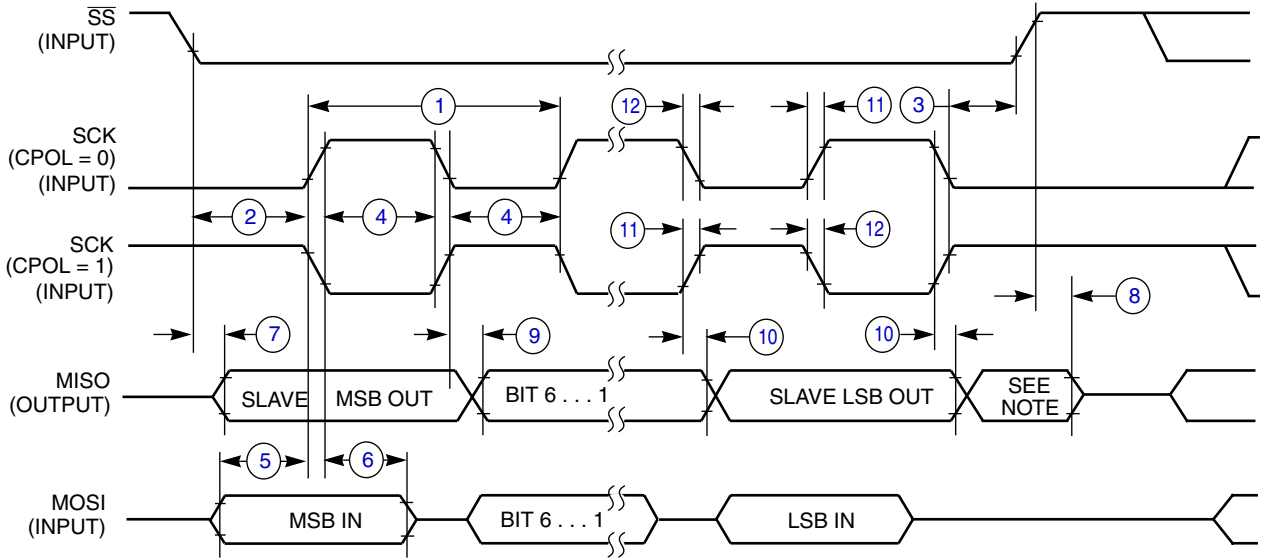 SS
(INPUT)
1
12
11
3
SCK
(CPOL = 0)
(INPUT)
2
4
4
SCK
(CPOL = 1)
(INPUT)
11
12
8
7
9
10
10
MISO
(OUTPUT)
SLAVE MSB OUT
BIT 6 . . . 1
SLAVE LSB OUT
SEE
NOTE
5
6
MOSI
(INPUT)
MSB IN
BIT 6 . . . 1
LSB IN